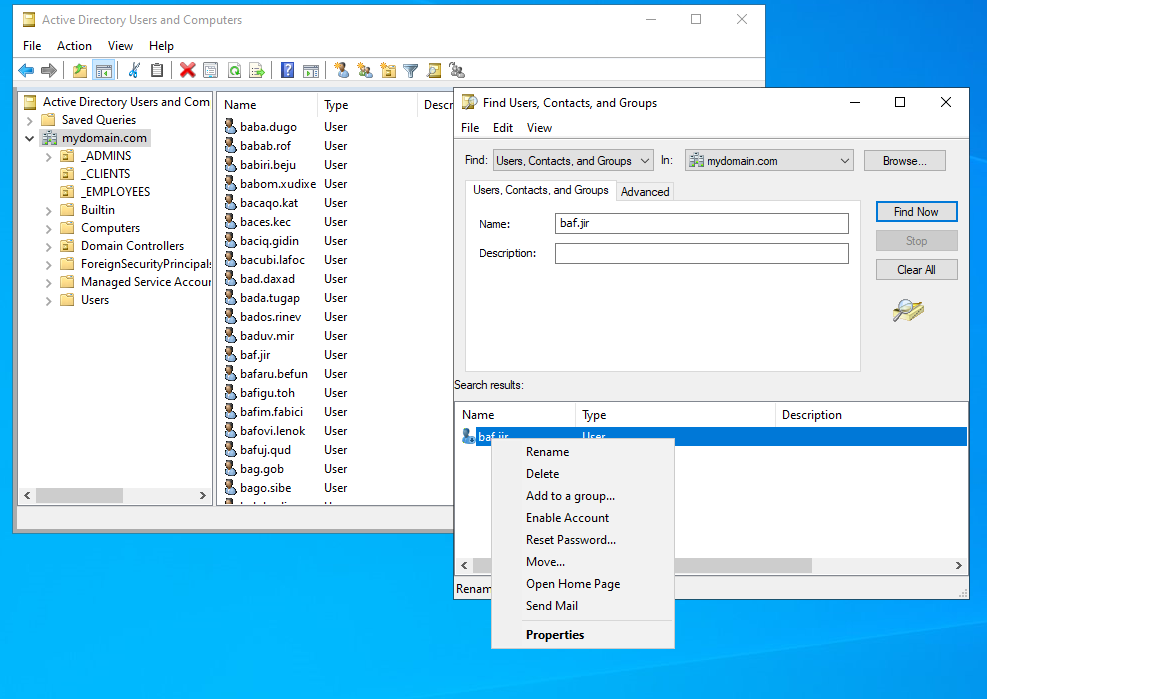 Active Directory Users and Computers
File Action View Help
Active Directory Users and Com
Saved Queries
mydomain.com
_ADMINS
_CLIENTS
_EMPLOYEES
Builtin
Computers
Domain Controllers
ForeignSecurityPrincipals
Managed Service Accour
Users
Name Type Descr
baba.dugo User
babab.rof User
babiri.beju User
babom.xudixe User
bacaqo.kat User
baces.kec User
baciq.gidin User
bacubi.lafoc User
bad.daxad User
bada.tugap User
bados.rinev User
baduv.mir User
baf.jir User
bafaru.befun User
bafigu.toh User
bafim.fabici User
bafovi.lenok User
bafuj.qud User
bag.gob User
bago.sibe User
Find Users, Contacts, and Groups
File Edit View
Find: Users, Contacts, and Groups In: mydomain.com Browse...
Users, Contacts, and Groups Advanced
Name: baf.jir
Description:
Find Now
Stop
Clear All
Search results:
Name Type Description
baf.jir User
Rename
Delete
Add to a group...
Enable Account
Reset Password...
Move...
Open Home Page
Send Mail
Properties
Renam